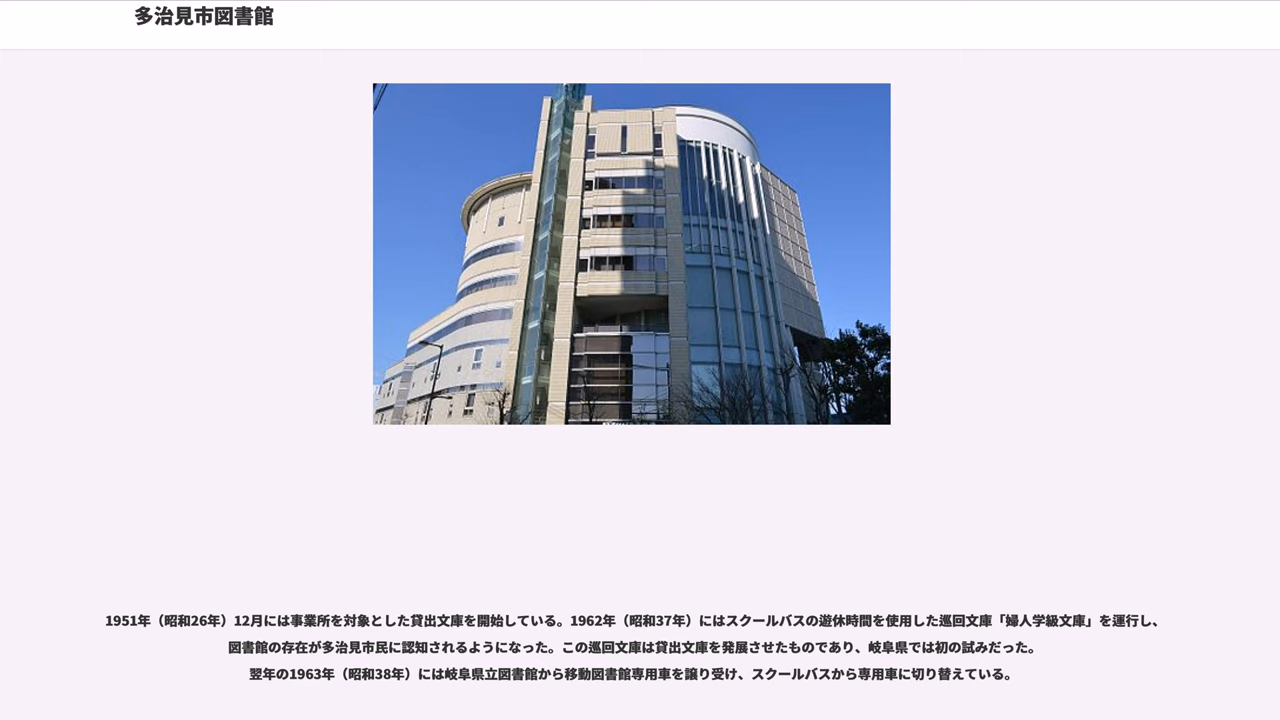 多治見市図書館
1951年（昭和26年）12月には事業所を対象とした貸出文庫を開始している。1962年（昭和37年）にはスクールバスの遊休時間を使用した巡回文庫「婦人学級文庫」を運行し、
図書館の存在が多治見市民に認知されるようになった。この巡回文庫は貸出文庫を発展させたものであり、岐阜県では初の試みだった。
翌年の1963年（昭和38年）には岐阜県立図書館から移動図書館専用車を譲り受け、スクールバスから専用車に切り替えている。